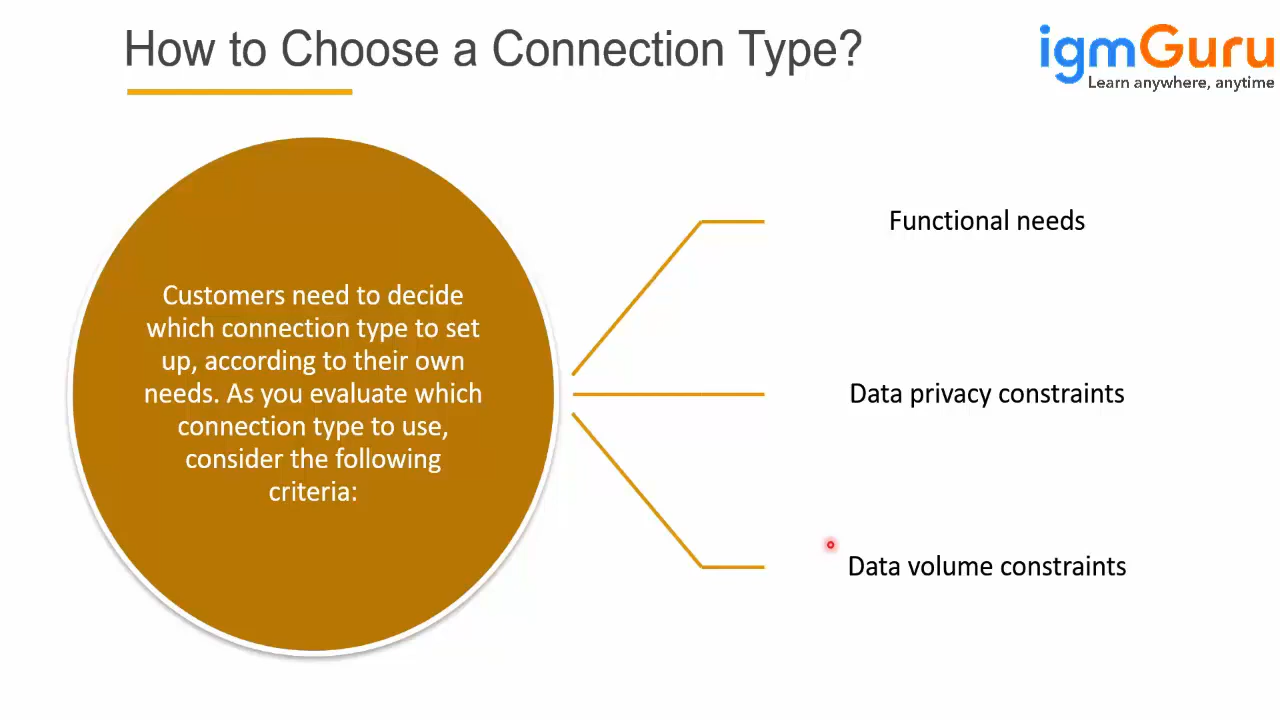 How to Choose a Connection Type?
igmGuru
Learn anywhere, anytime
Customers need to decide
which connection type to set
up, according to their own
needs. As you evaluate which
connection type to use,
consider the following
criteria:
Functional needs
Data privacy constraints
Data volume constraints